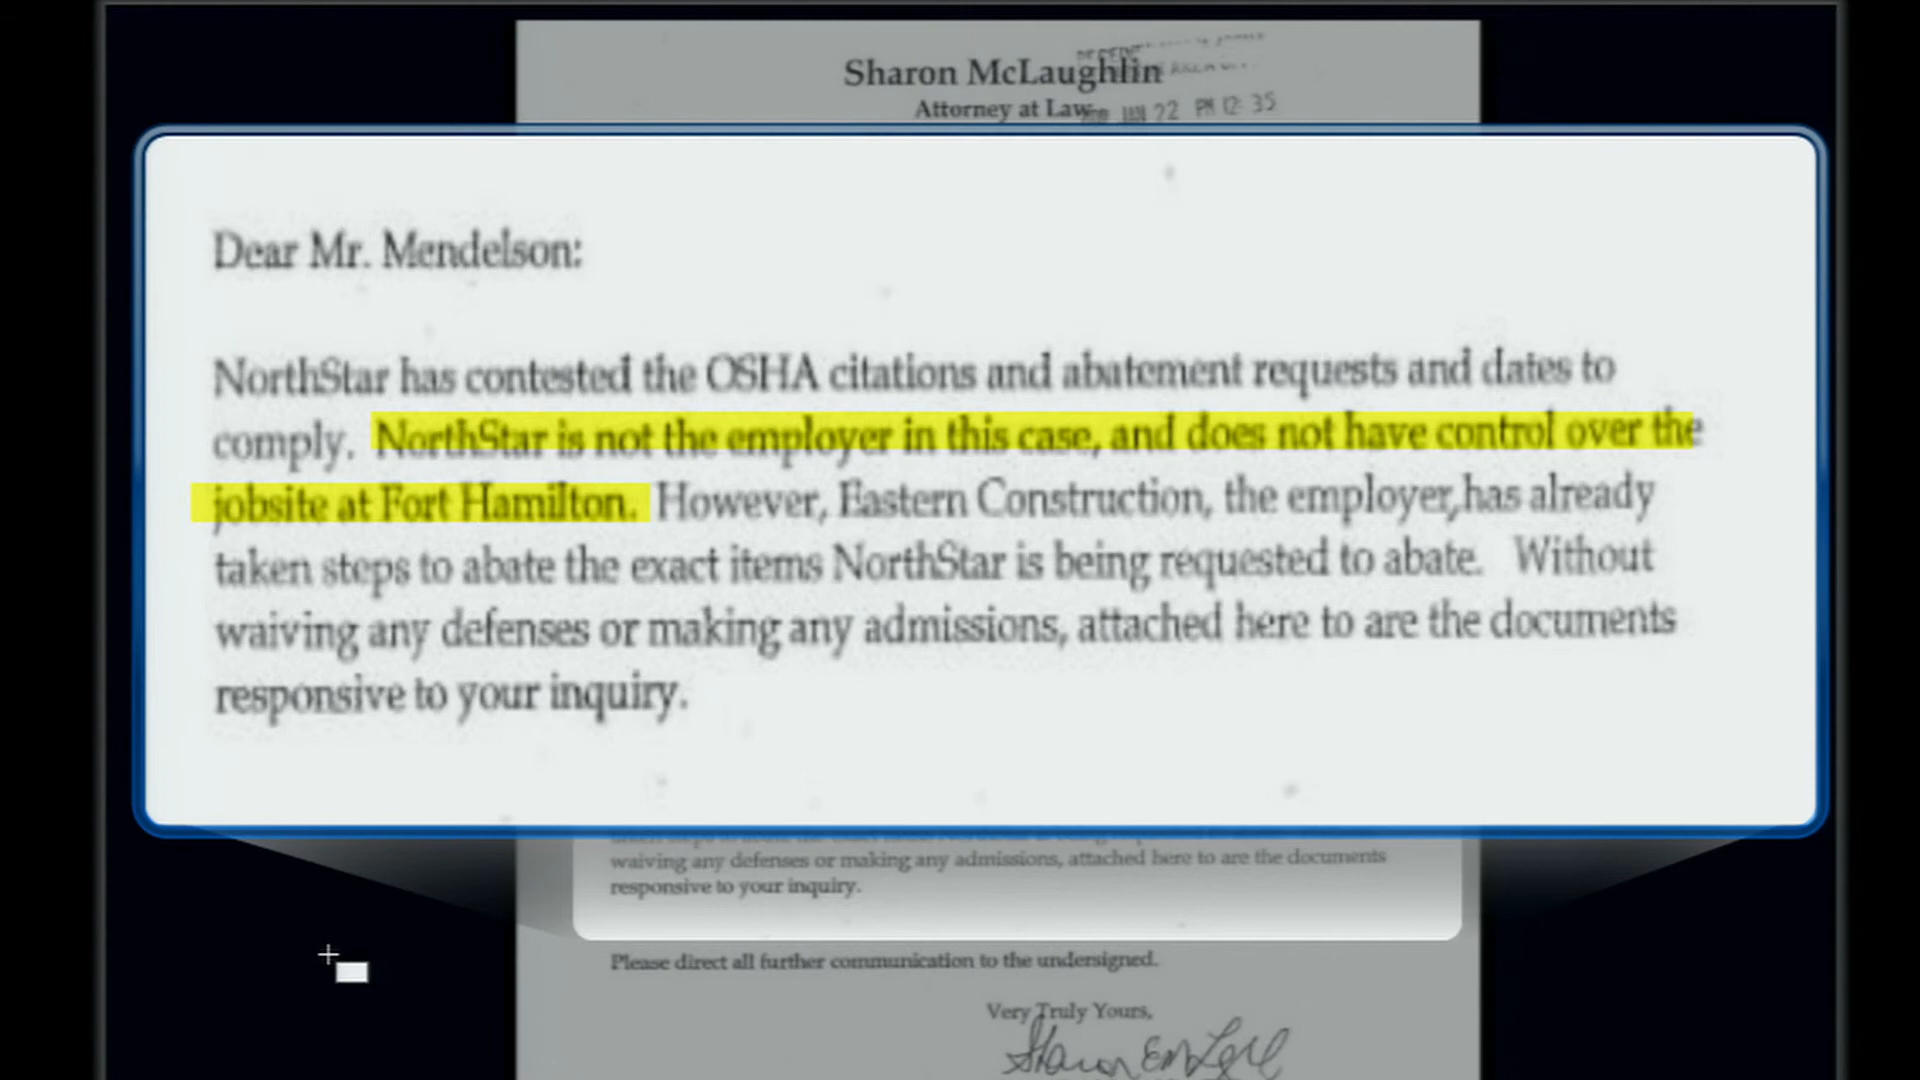 Sharon McLaughlin
Attorney at Law
JAN 22 PM 12: 35
Dear Mr. Mendelson:
NorthStar has contested the OSHA citations and abatement requests and dates to
comply. NorthStar is not the employer in this case, and does not have control over the
jobsite at Fort Hamilton. However, Eastern Construction, the employer,has already
taken steps to abate the exact items NorthStar is being requested to abate. Without
waiving any defenses or making any admissions, attached here to are the documents
responsive to your inquiry.
waiving any defenses or making any admissions, attached here to are the documents
responsive to your inquiry.
Please direct all further communication to the undersigned.
Very Truly Yours,